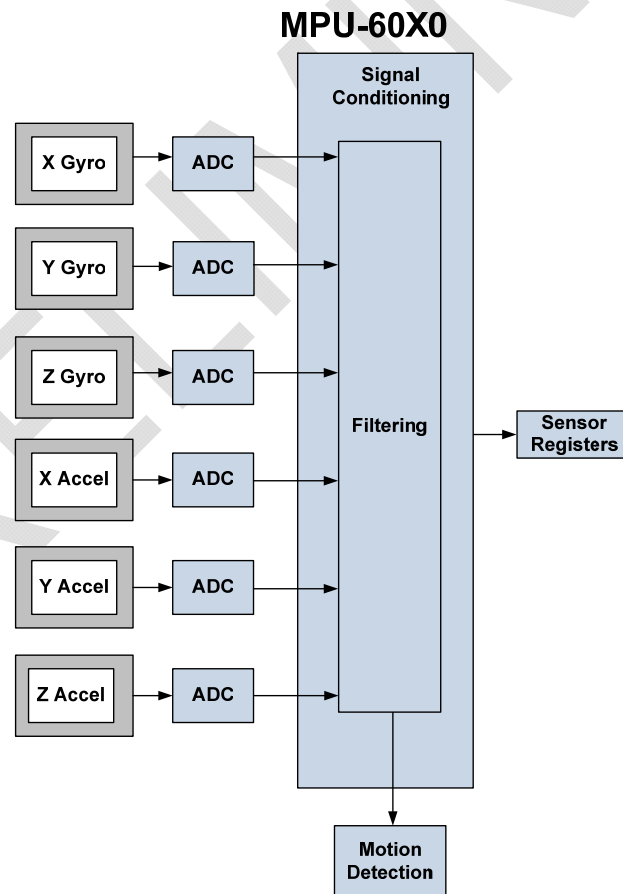 MPU-60X0
Signal
Conditioning
X Gyro
ADC
Y Gyro
ADC
Z Gyro
ADC
Filtering
Sensor
Registers
X Accel
ADC
Y Accel
ADC
Z Accel
ADC
Motion
Detection